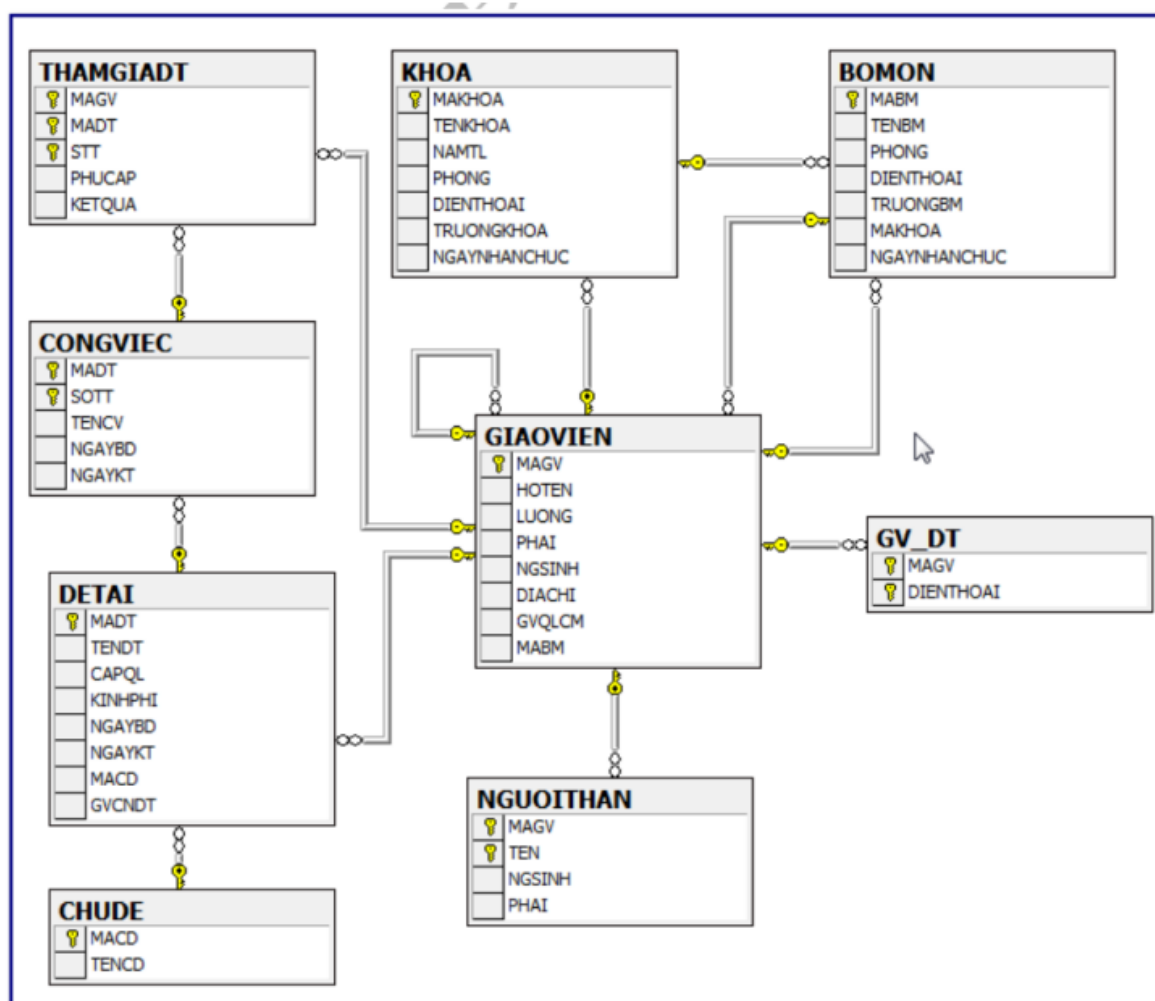 THAMGIADT
MAGV
MADT
STT
PHUCAP
KETQUA
KHOA
MAKHOA
TENKHOA
NAMTL
PHONG
DIENTHOAI
TRUONGKHOA
NGAYNHANCHUC
BOMON
MABM
TENBM
PHONG
DIENTHOAI
TRUONGBM
MAKHOA
NGAYNHANCHUC
CONGVIEC
MADT
SOTT
TENCV
NGAYBD
NGAYKT
GIAOVIEN
MAGV
HOTEN
LUONG
PHAI
NGSINH
DIACHI
GVQLCM
MABM
GV_DT
MAGV
DIENTHOAI
DETAI
MADT
TENDT
CAPQL
KINHPHI
NGAYBD
NGAYKT
MACD
GVCNDT
NGUOITHAN
MAGV
TEN
NGSINH
PHAI
CHUDE
MACD
TENCD